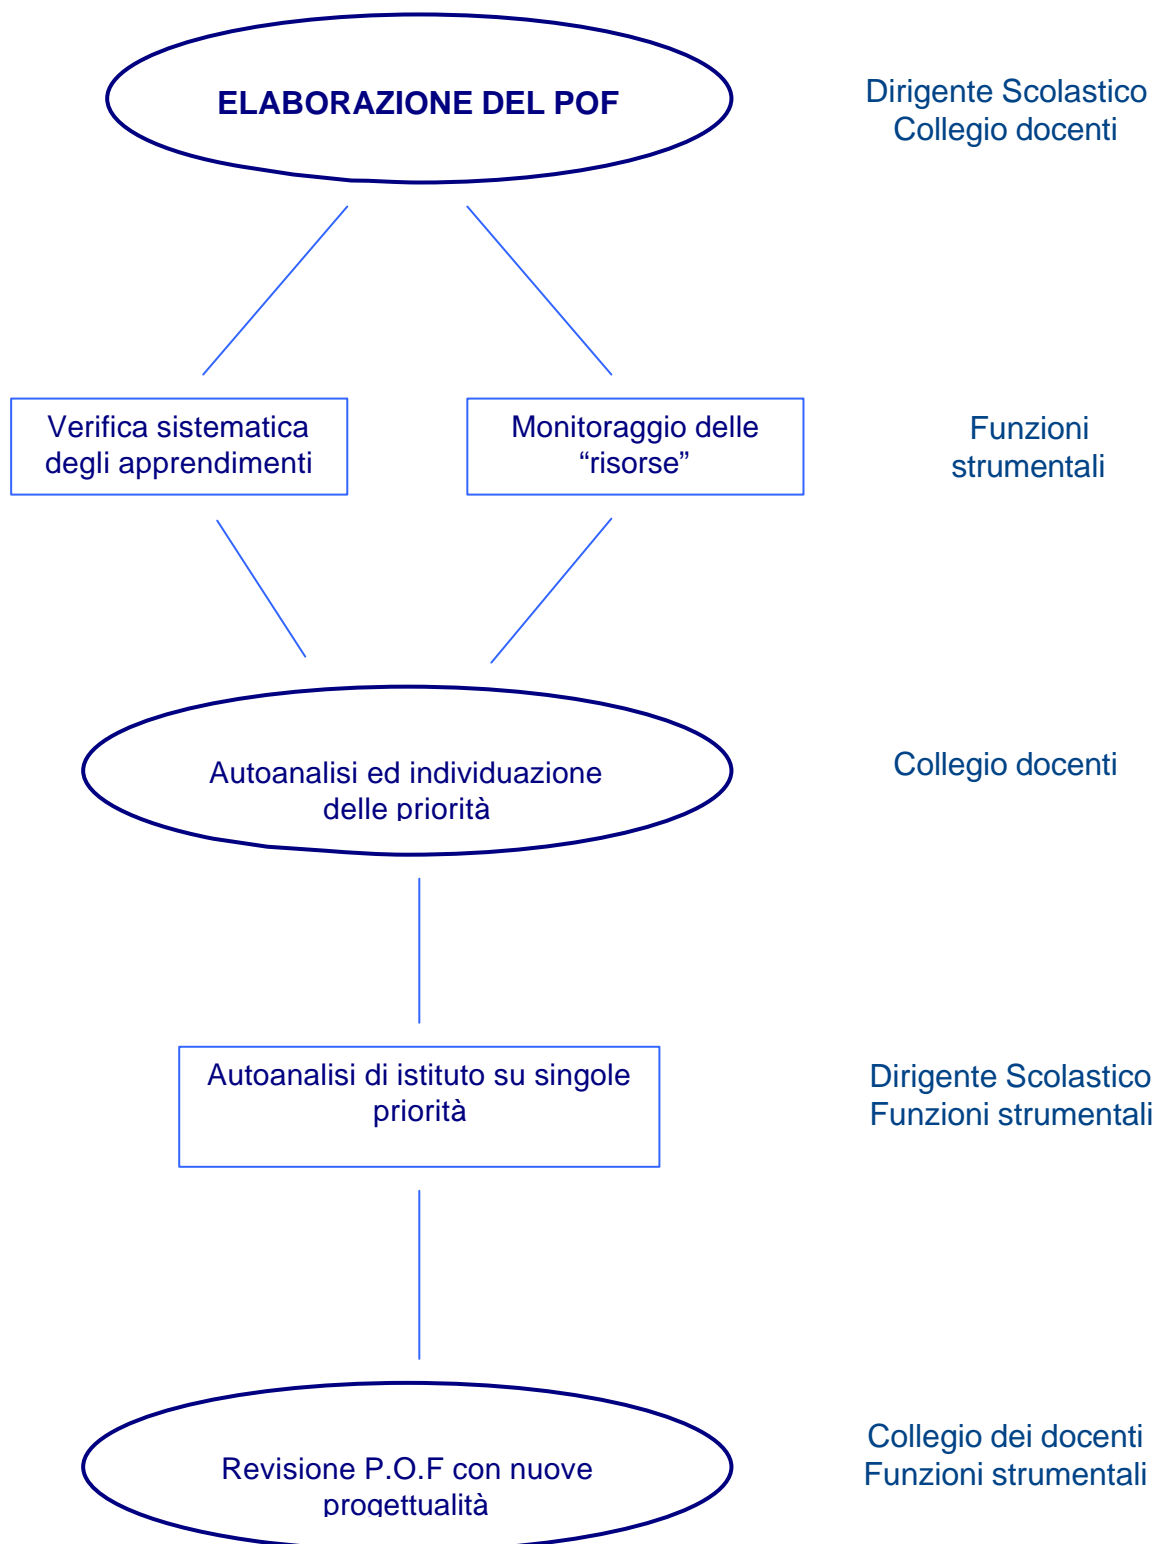 ELABORAZIONE DEL POF
Dirigente Scolastico
Collegio docenti
Verifica sistematica
degli apprendimenti
Monitoraggio delle
“risorse”
Funzioni
strumentali
Autoanalisi ed individuazione
delle priorità
Collegio docenti
Autoanalisi di istituto su singole
priorità
Dirigente Scolastico
Funzioni strumentali
Revisione P.O.F con nuove
progettualità
Collegio dei docenti
Funzioni strumentali